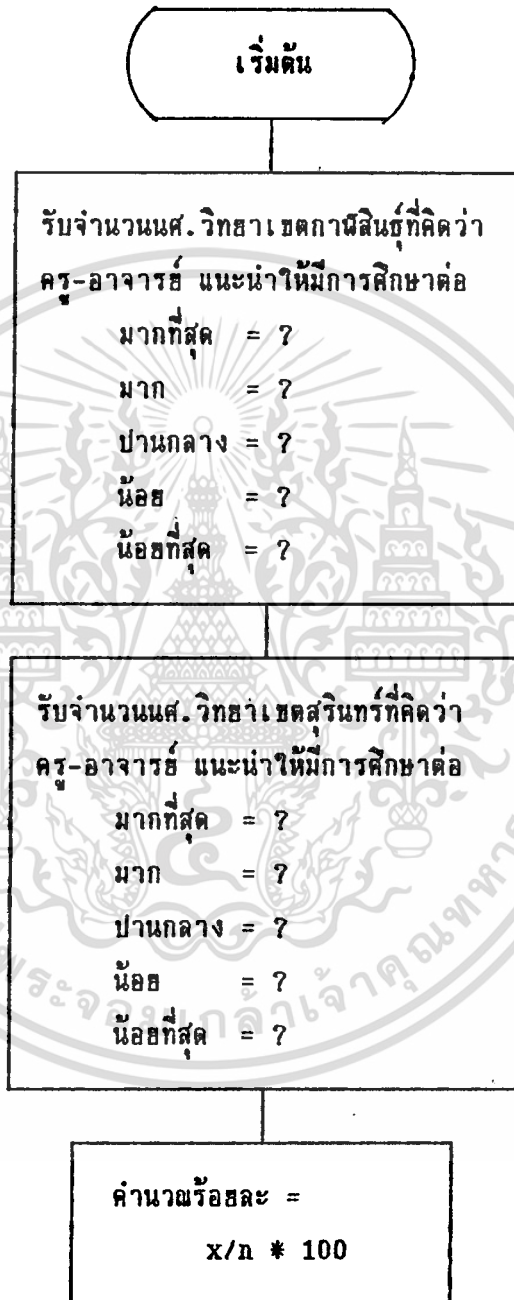 เริ่มต้น
รับจำนวนนศ.วิทยาเขตกาฬสินธุ์ที่คิดว่า
ครู-อาจารย์ แนะนำให้มีการศึกษาต่อ
มากที่สุด = ?
มาก = ?
ปานกลาง = ?
น้อย = ?
น้อยที่สุด = ?
รับจำนวนนศ.วิทยาเขตสุรินทร์ที่คิดว่า
ครู-อาจารย์ แนะนำให้มีการศึกษาต่อ
มากที่สุด = ?
มาก = ?
ปานกลาง = ?
น้อย = ?
น้อยที่สุด = ?
คำนวณร้อยละ =
x/n * 100